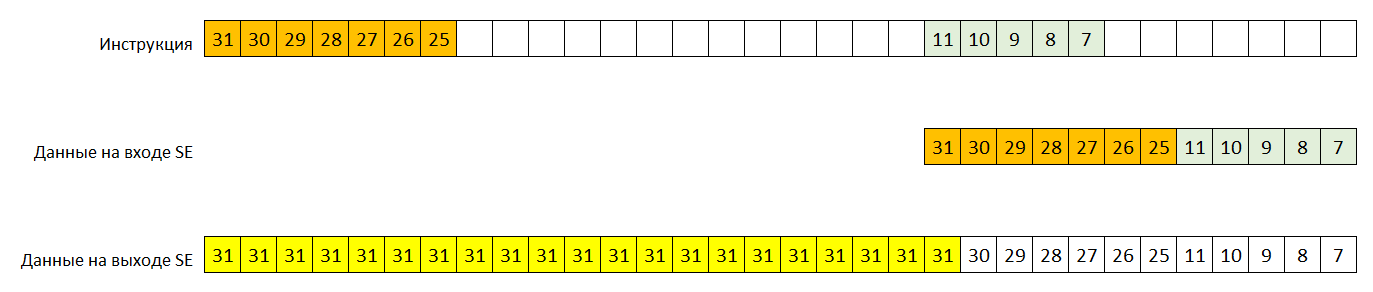 Инструкция 31 30 29 28 27 26 25 11 10 9 8 7
Данные на входе SE 31 30 29 28 27 26 25 11 10 9 8 7
Данные на выходе SE 31 31 31 31 31 31 31 31 31 31 31 31 31 31 31 31 31 31 31 31 31 30 29 28 27 26 25 11 10 9 8 7